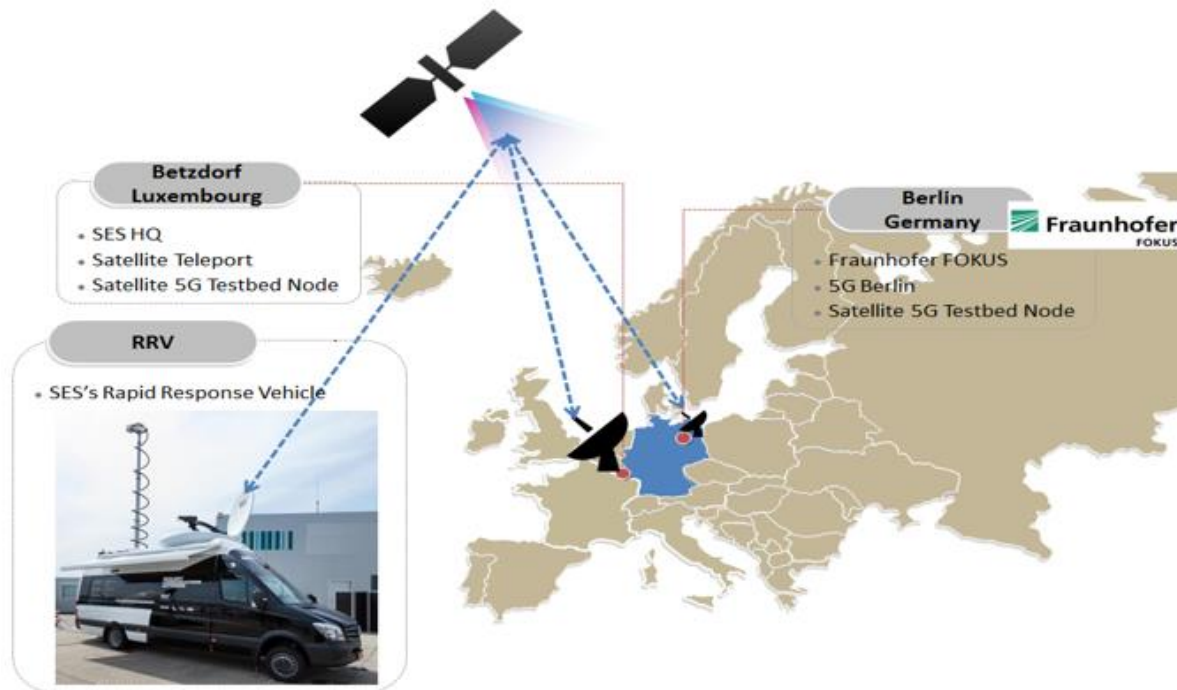 Betzdorf
Luxembourg
• SES HQ
• Satellite Teleport
• Satellite 5G Testbed Node
RRV
• SES's Rapid Response Vehicle
Berlin
Germany
Fraunhofer
FOKUS
• Fraunhofer FOKUS
• 5G Berlin
• Satellite 5G Testbed Node